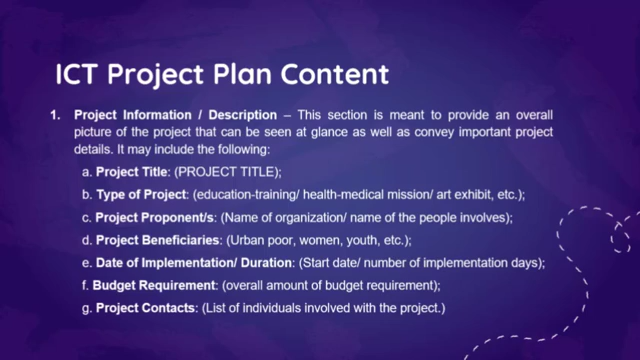 ICT Project Plan Content
1. Project Information / Description – This section is meant to provide an overall
picture of the project that can be seen at glance as well as convey important project
details. It may include the following:
a. Project Title: (PROJECT TITLE);
b. Type of Project: (education-training/ health-medical mission/ art exhibit, etc.);
c. Project Proponent/s: (Name of organization/ name of the people involves);
d. Project Beneficiaries: (Urban poor, women, youth, etc.);
e. Date of Implementation/ Duration: (Start date/ number of implementation days);
f. Budget Requirement: (overall amount of budget requirement);
g. Project Contacts: (List of individuals involved with the project.)